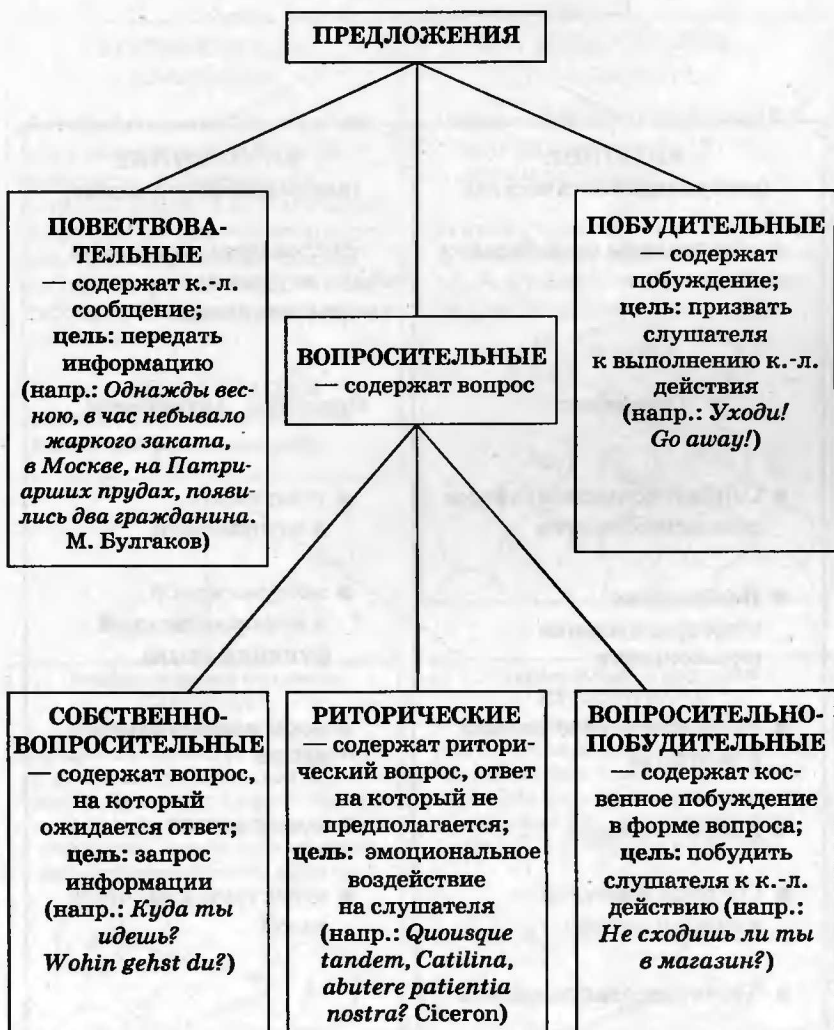 ПРЕДЛОЖЕНИЯ
ПОВЕСТВОВА-
ТЕЛЬНЫЕ
— содержат к.-л.
сообщение;
цель: передать
информацию
(напр.: Однажды вес-
ною, в час небывало
жаркого заката,
в Москве, на Патри-
арших прудах, появи-
лись два гражданина.
М. Булгаков)
ВОПРОСИТЕЛЬНЫЕ
— содержат вопрос
ПОБУДИТЕЛЬНЫЕ
— содержат
побуждение;
цель: призвать
слушателя
к выполнению к.-л.
действия
(напр.: Уходи!
Go away!)
СОБСТВЕННО-
ВОПРОСИТЕЛЬНЫЕ
— содержат вопрос,
на который
ожидается ответ;
цель: запрос
информации
(напр.: Куда ты
идешь?
Wohin gehst du?)
РИТОРИЧЕСКИЕ
— содержат ритори-
ческий вопрос, ответ
на который не
предполагается;
цель: эмоциональное
воздействие
на слушателя
(напр.: Quousque
tandem, Catilina,
abutere patientia
nostra? Ciceron)
ВОПРОСИТЕЛЬНО-
ПОБУДИТЕЛЬНЫЕ
— содержат кос-
венное побуждение
в форме вопроса;
цель: побудить
слушателя к к.-л.
действию (напр.:
Не сходишь ли ты
в магазин?)